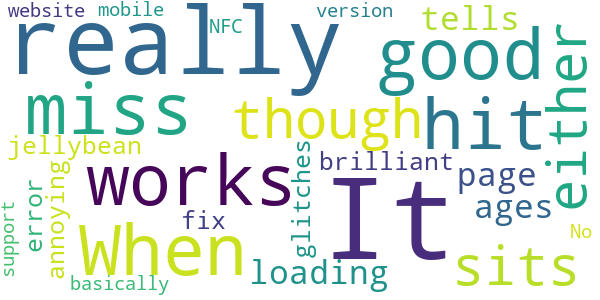 website mobile NFC version tells
really good
miss though hit either
jellybean
works brilliant page
It
ages
annoying
error
support
fix
glitches
When
No
loading sits
basically